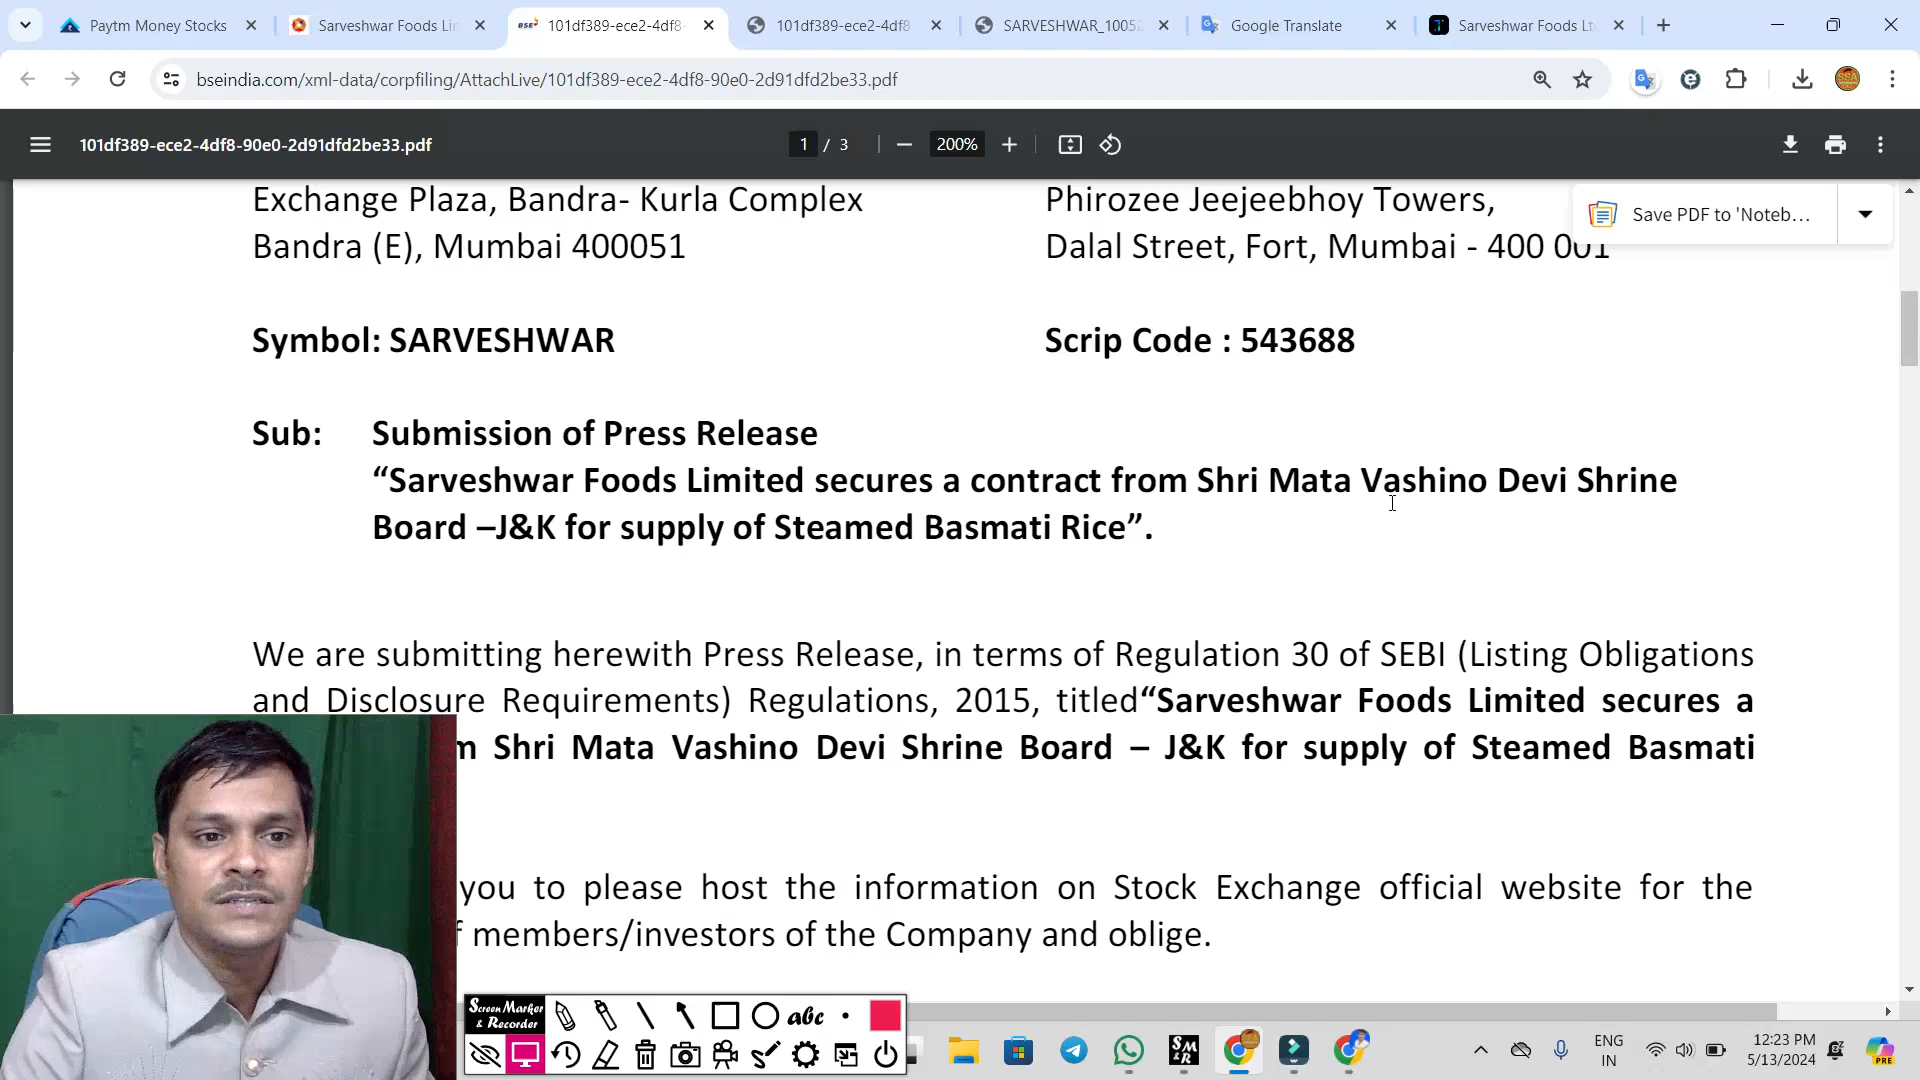 Paytm Money Stocks
Sarveshwar Foods Lin
BSE
101df389-ece2-4df8-
101df389-ece2-4df8
SARVESHWAR_10052
Google Translate
Sarveshwar Foods Lt
bseindia.com/xml-data/corpfiling/AttachLive/101df389-ece2-4df8-90e0-2d91dfd2be33.pdf
101df389-ece2-4df8-90e0-2d91dfd2be33.pdf
1 / 3
200%
Save PDF to 'Noteb...
Exchange Plaza, Bandra- Kurla Complex
Phirozee Jeejeebhoy Towers,
Bandra (E), Mumbai 400051
Dalal Street, Fort, Mumbai - 400 001
Symbol: SARVESHWAR
Scrip Code : 543688
Sub: Submission of Press Release
“Sarveshwar Foods Limited secures a contract from Shri Mata Vashino Devi Shrine
Board –J&K for supply of Steamed Basmati Rice”.
We are submitting herewith Press Release, in terms of Regulation 30 of SEBI (Listing Obligations
and Disclosure Requirements) Regulations, 2015, titled“Sarveshwar Foods Limited secures a
m Shri Mata Vashino Devi Shrine Board – J&K for supply of Steamed Basmati
you to please host the information on Stock Exchange official website for the
f members/investors of the Company and oblige.
Screen Marker
& Recorder
abc
SM
&R
ENG
IN
12:23 PM
5/13/2024
PRE